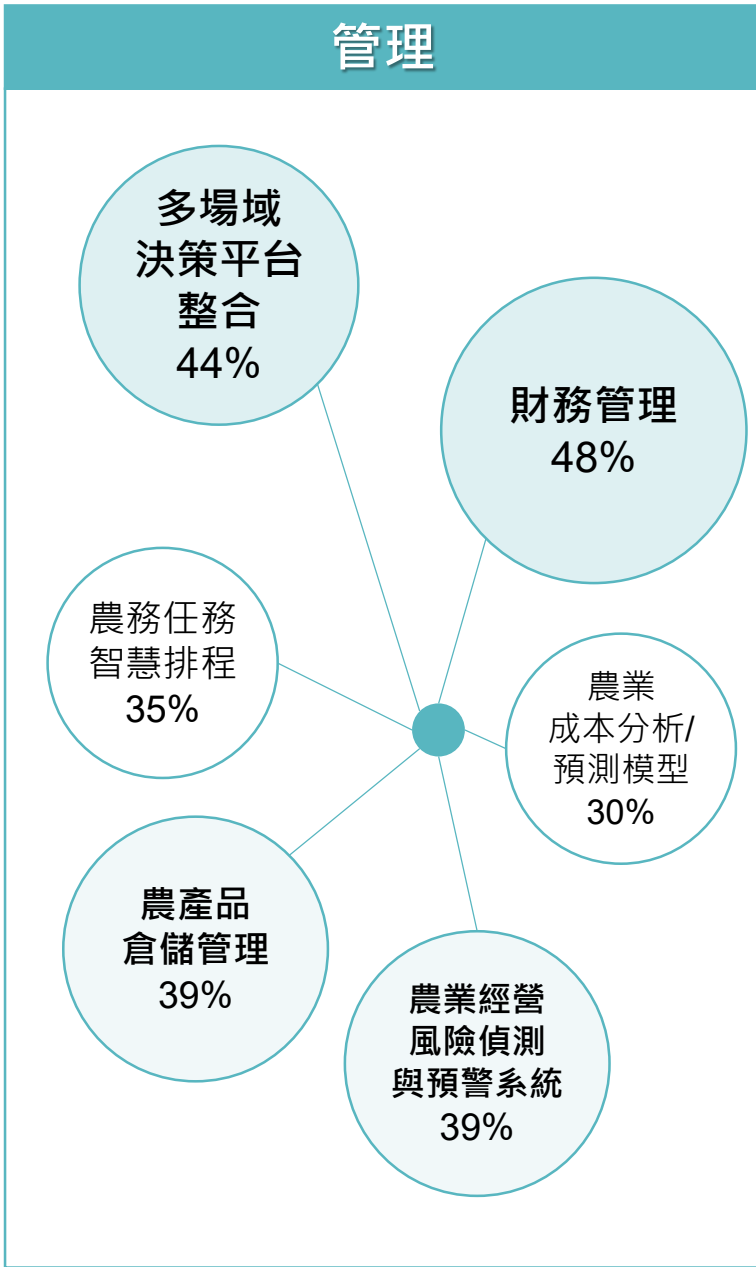 管理
多場域
決策平台
整合
44%
財務管理
48%
農務任務
智慧排程
35%
農業
成本分析/
預測模型
30%
農產品
倉儲管理
39%
農業經營
風險偵測
與預警系統
39%